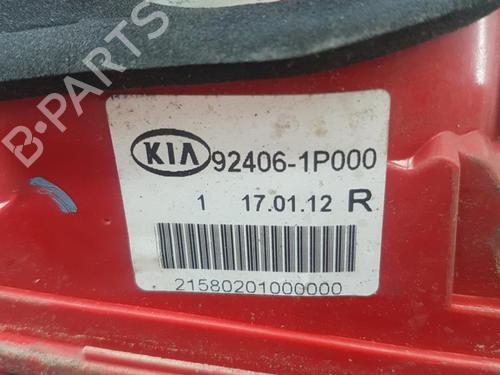 KIA 92406-1P000
1 17.01.12 R
21580201000000
B-PARTS